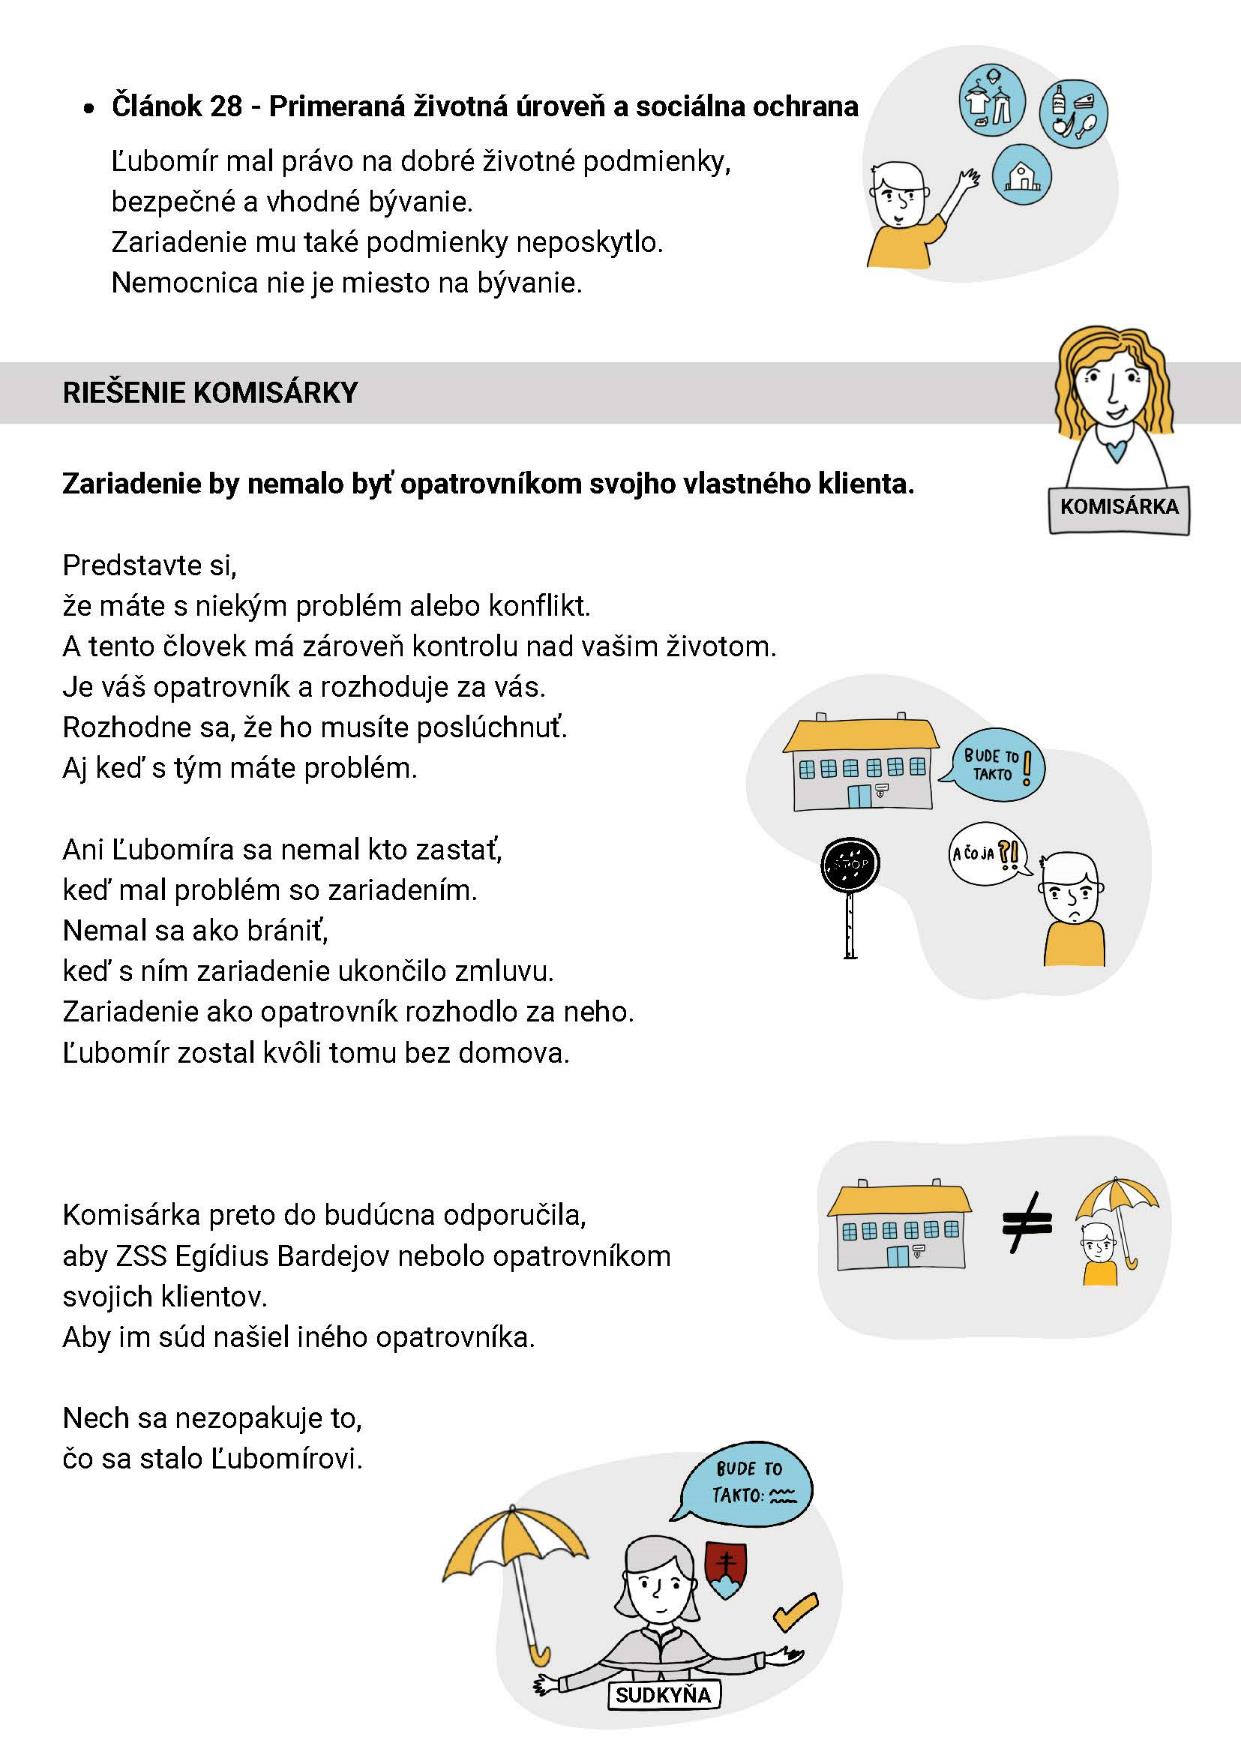 • Článok 28 - Primeraná životná úroveň a sociálna ochrana
Ľubomír mal právo na dobré životné podmienky,
bezpečné a vhodné bývanie.
Zariadenie mu také podmienky neposkytlo.
Nemocnica nie je miesto na bývanie.
RIEŠENIE KOMISÁRKY
KOMISÁRKA
Zariadenie by nemalo byť opatrovníkom svojho vlastného klienta.
Predstavte si,
že máte s niekým problém alebo konflikt.
A tento človek má zároveň kontrolu nad vašim životom.
Je váš opatrovník a rozhoduje za vás.
Rozhodne sa, že ho musíte poslúchnuť.
Aj keď s tým máte problém.
BUDE TO
TAKTO!
A ČO JA ?!
STOP
Ani Ľubomíra sa nemal kto zastať,
keď mal problém so zariadením.
Nemal sa ako brániť,
keď s ním zariadenie ukončilo zmluvu.
Zariadenie ako opatrovník rozhodlo za neho.
Ľubomír zostal kvôli tomu bez domova.
Komisárka preto do budúcna odporučila,
aby ZSS Egídius Bardejov nebolo opatrovníkom
svojich klientov.
Aby im súd našiel iného opatrovníka.
≠
Nech sa nezopakuje to,
čo sa stalo Ľubomírovi.
BUDE TO
TAKTO:
SUDKYŇA